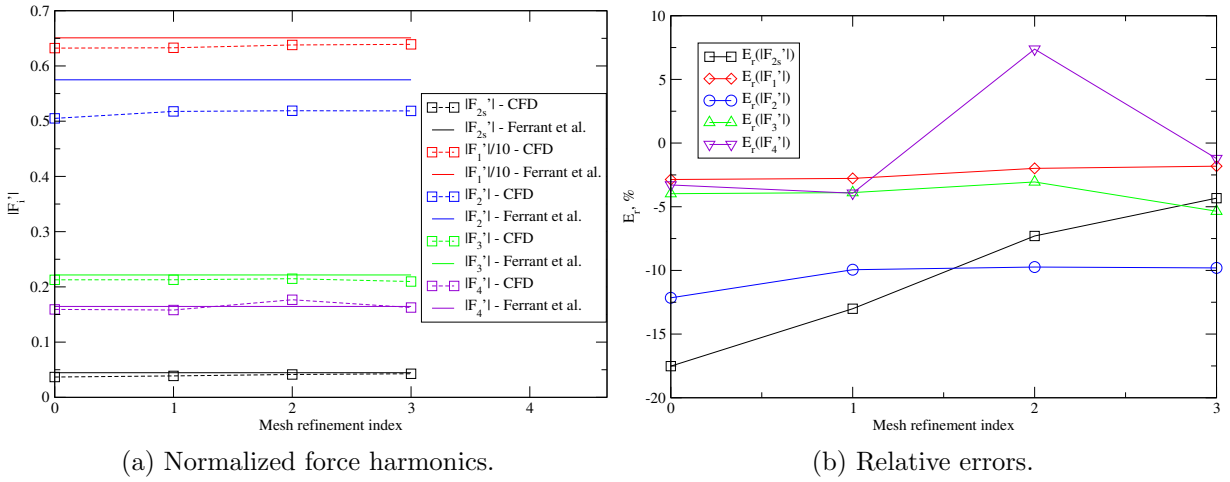 0.7
0.6
0.5
0.4
0.3
0.2
0.1
0
|F_i'|
0 1 2 3 4
Mesh refinement index
|F_2s'| - CFD
|F_2s'| - Ferrant et al.
|F_1'|/10 - CFD
|F_1'|/10 - Ferrant et al.
|F_2'| - CFD
|F_2'| - Ferrant et al.
|F_3'| - CFD
|F_3'| - Ferrant et al.
|F_4'| - CFD
|F_4'| - Ferrant et al.
(a) Normalized force harmonics.
10
5
0
-5
-10
-15
-20
E_r, %
0 1 2 3
Mesh refinement index
E_r(|F_2s'|)
E_r(|F_1'|)
E_r(|F_2'|)
E_r(|F_3'|)
E_r(|F_4'|)
(b) Relative errors.